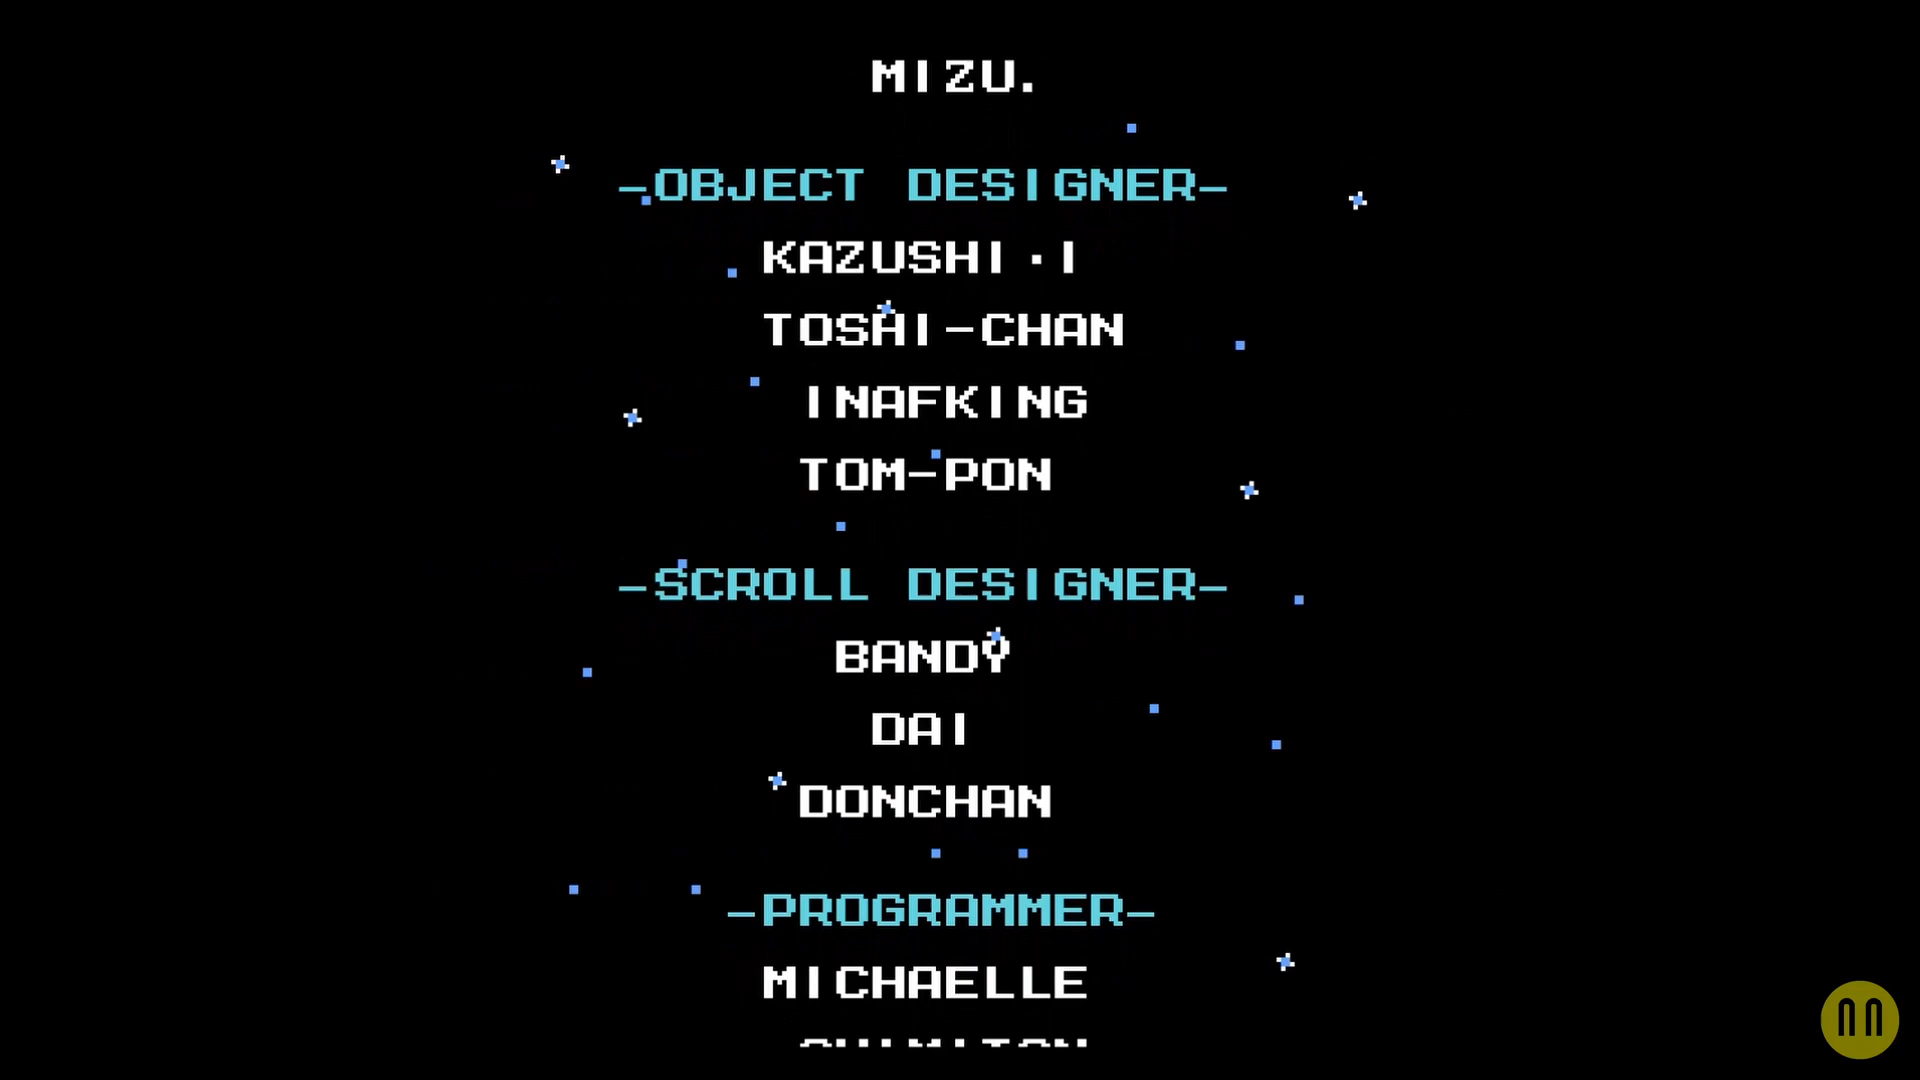 MIZU.
-OBJECT DESIGNER-
KAZUSHI·I
TOSHI-CHAN
INAFKING
TOM-PON
-SCROLL DESIGNER-
BANDY
DAI
DONCHAN
-PROGRAMMER-
MICHAELLE